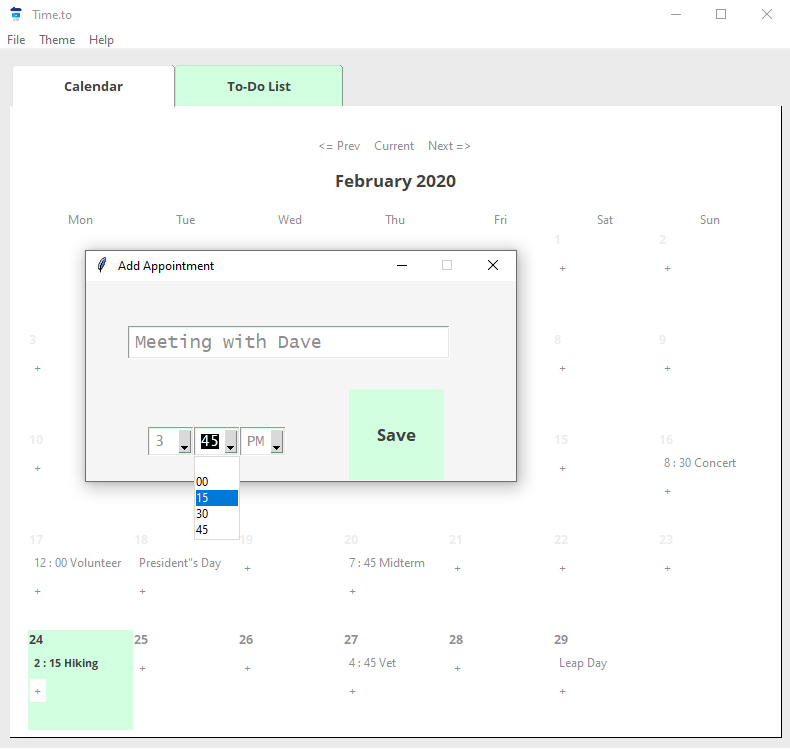 Time.to
File Theme Help
Calendar To-Do List
<= Prev Current Next =>
February 2020
Mon Tue Wed Thu Fri Sat Sun
1 2
+ +
Add Appointment
3 8 9
Meeting with Dave
+ + +
10 15 16
3 45 PM
Save
8 : 30 Concert
+ +
+
00
15
30
45
17 18 19 20 21 22 23
12 : 00 Volunteer President"s Day + 7 : 45 Midterm + + +
+ + +
24 25 26 27 28 29
2 : 15 Hiking + + 4 : 45 Vet + Leap Day
+ + +